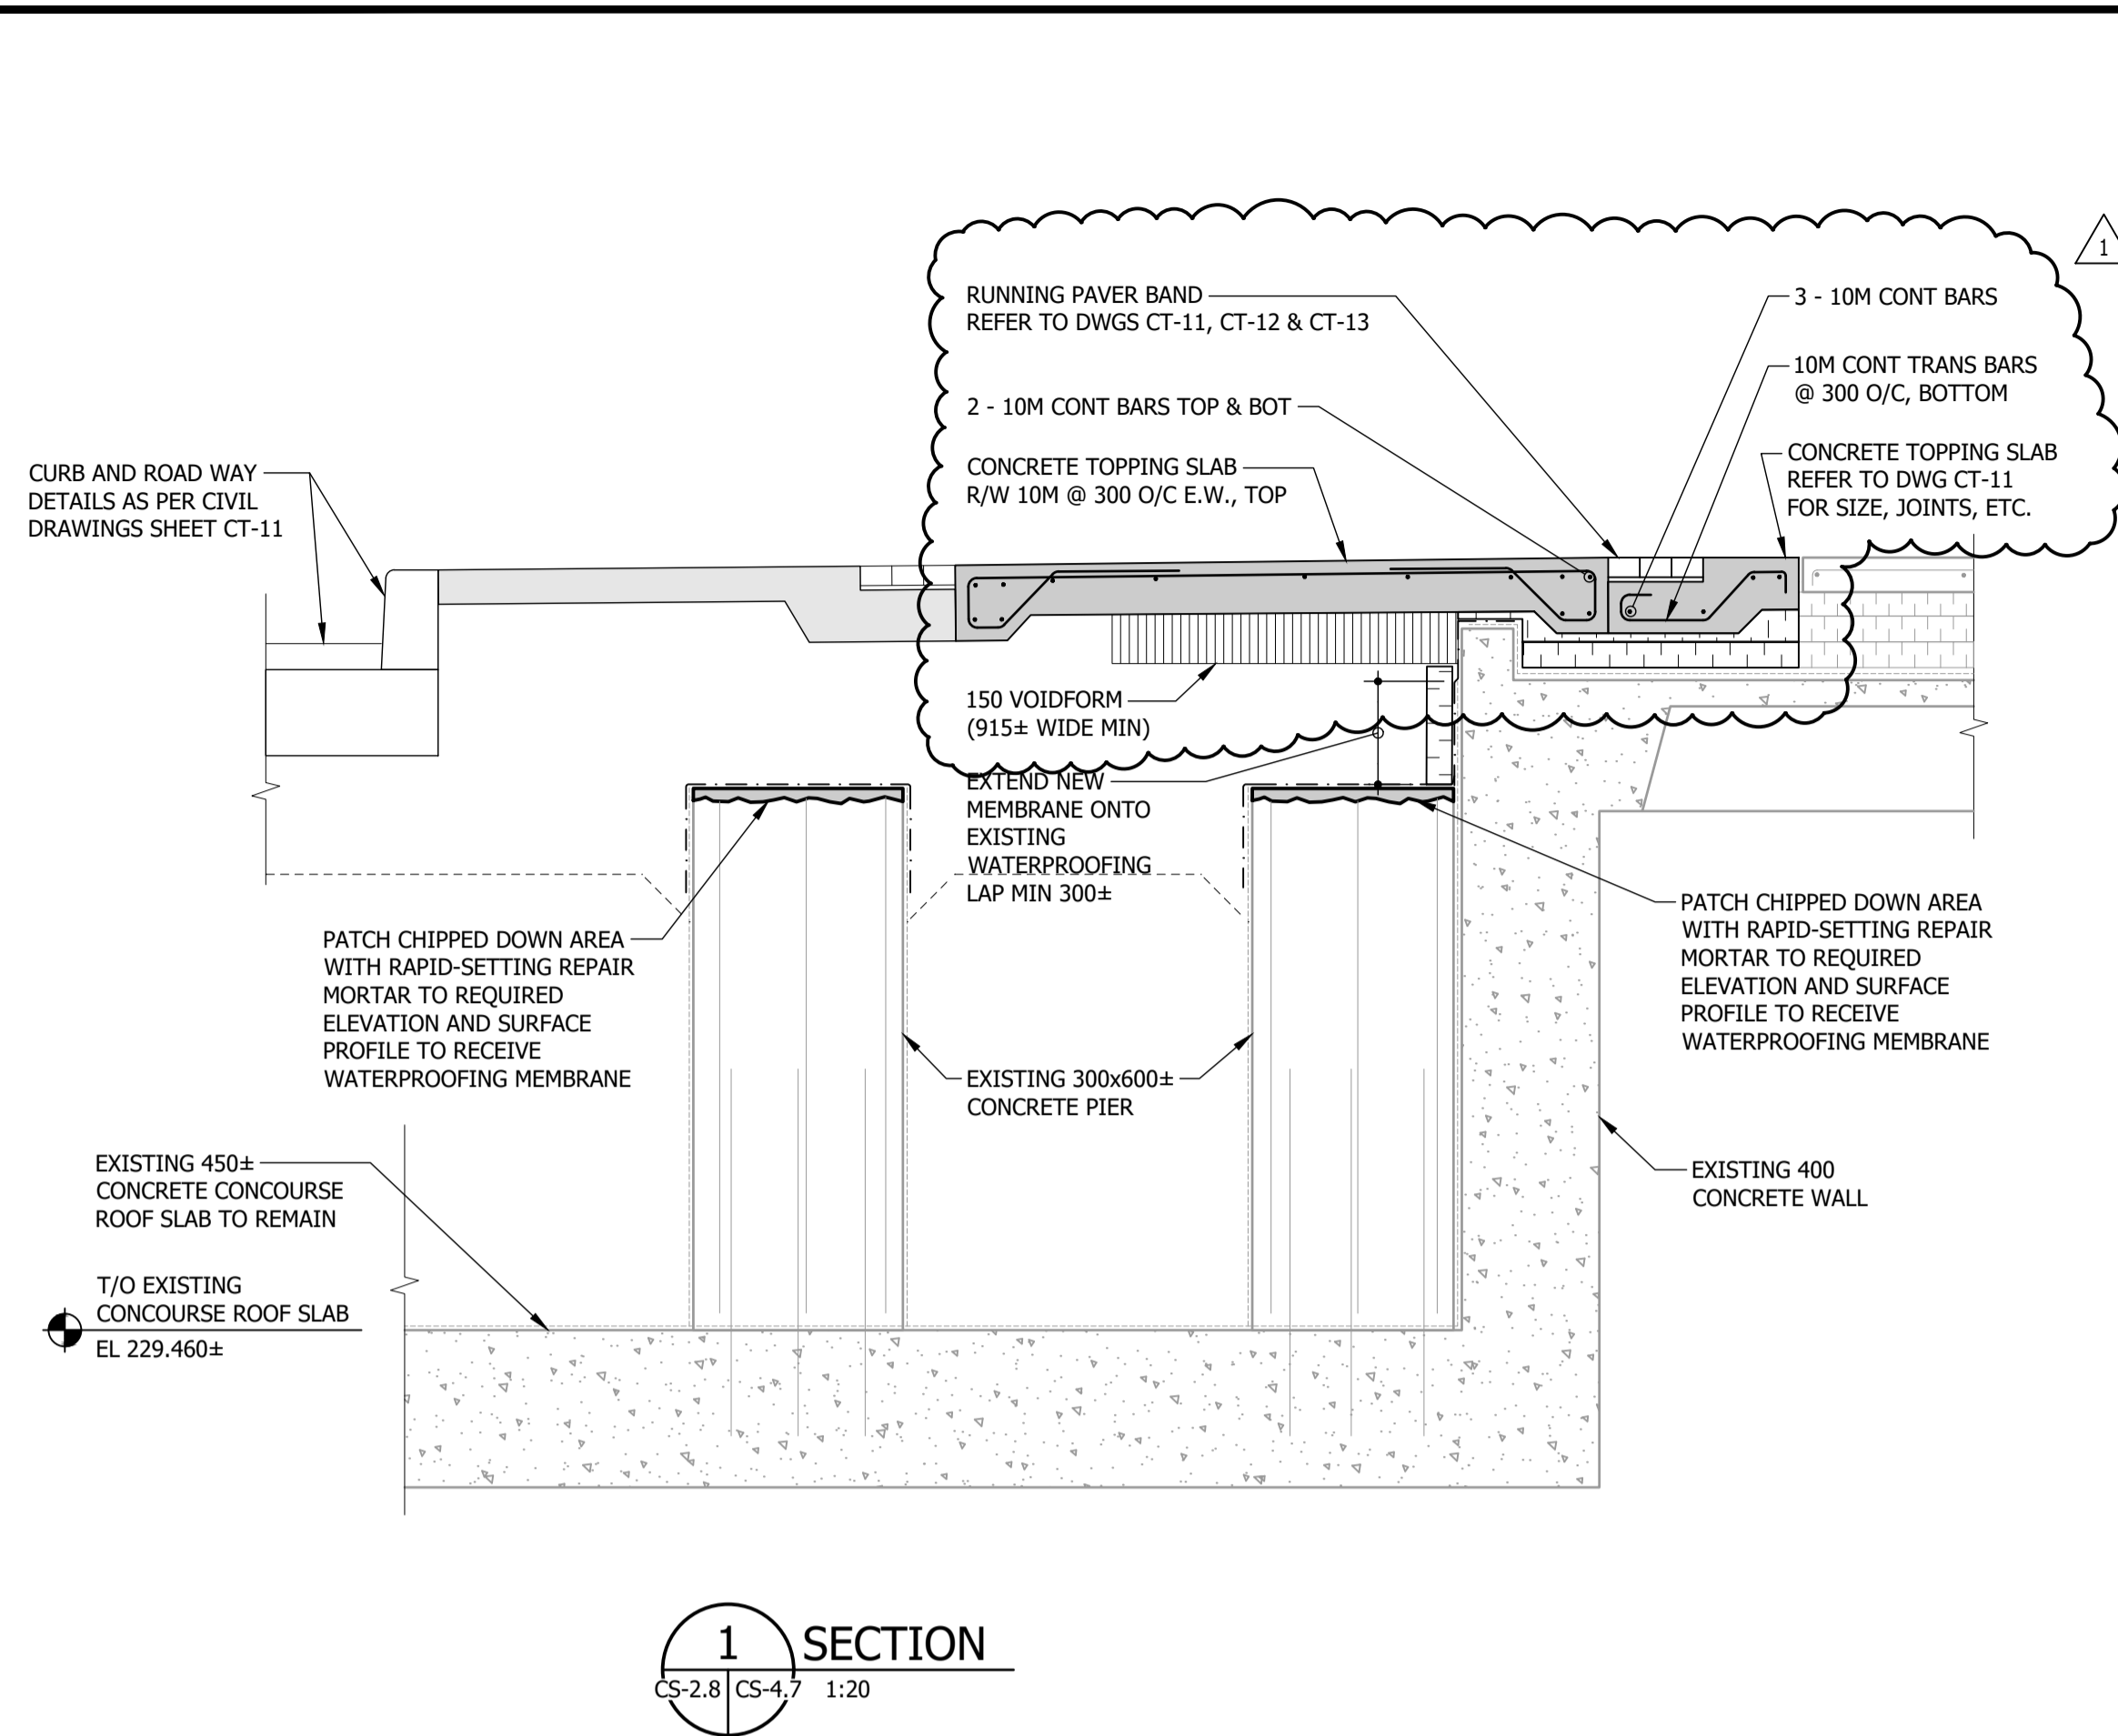 1
RUNNING PAVER BAND
REFER TO DWGS CT-11, CT-12 & CT-13
3 - 10M CONT BARS
10M CONT TRANS BARS
@ 300 O/C, BOTTOM
2 - 10M CONT BARS TOP & BOT
CONCRETE TOPPING SLAB
R/W 10M @ 300 O/C E.W., TOP
CONCRETE TOPPING SLAB
REFER TO DWG CT-11
FOR SIZE, JOINTS, ETC.
CURB AND ROAD WAY
DETAILS AS PER CIVIL
DRAWINGS SHEET CT-11
150 VOIDFORM
(915± WIDE MIN)
EXTEND NEW
MEMBRANE ONTO
EXISTING
WATERPROOFING
LAP MIN 300±
PATCH CHIPPED DOWN AREA
WITH RAPID-SETTING REPAIR
MORTAR TO REQUIRED
ELEVATION AND SURFACE
PROFILE TO RECEIVE
WATERPROOFING MEMBRANE
PATCH CHIPPED DOWN AREA
WITH RAPID-SETTING REPAIR
MORTAR TO REQUIRED
ELEVATION AND SURFACE
PROFILE TO RECEIVE
WATERPROOFING MEMBRANE
EXISTING 300x600±
CONCRETE PIER
EXISTING 450±
CONCRETE CONCOURSE
ROOF SLAB TO REMAIN
EXISTING 400
CONCRETE WALL
T/O EXISTING
CONCOURSE ROOF SLAB
EL 229.460±
1 SECTION
CS-2.8 CS-4.7 1:20